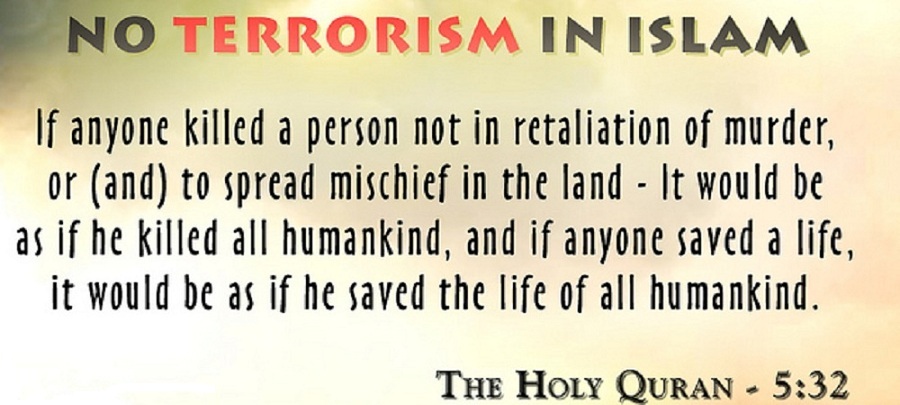 NO TERRORISM IN ISLAM
If anyone killed a person not in retaliation of murder,
or (and) to spread mischief in the land - It would be
as if he killed all humankind, and if anyone saved a life,
it would be as if he saved the life of all humankind.
THE HOLY QURAN - 5:32